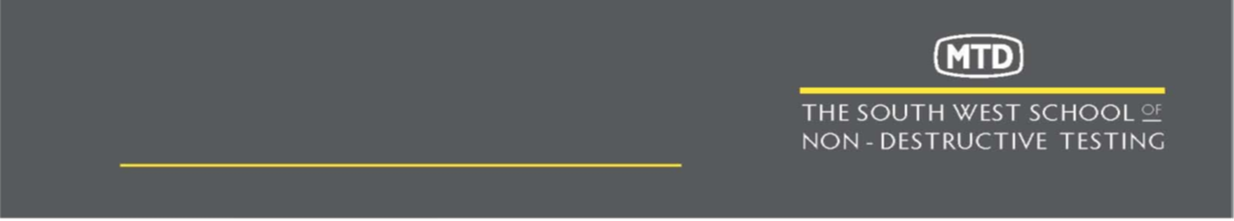 MTD
THE SOUTH WEST SCHOOL OF
NON - DESTRUCTIVE TESTING